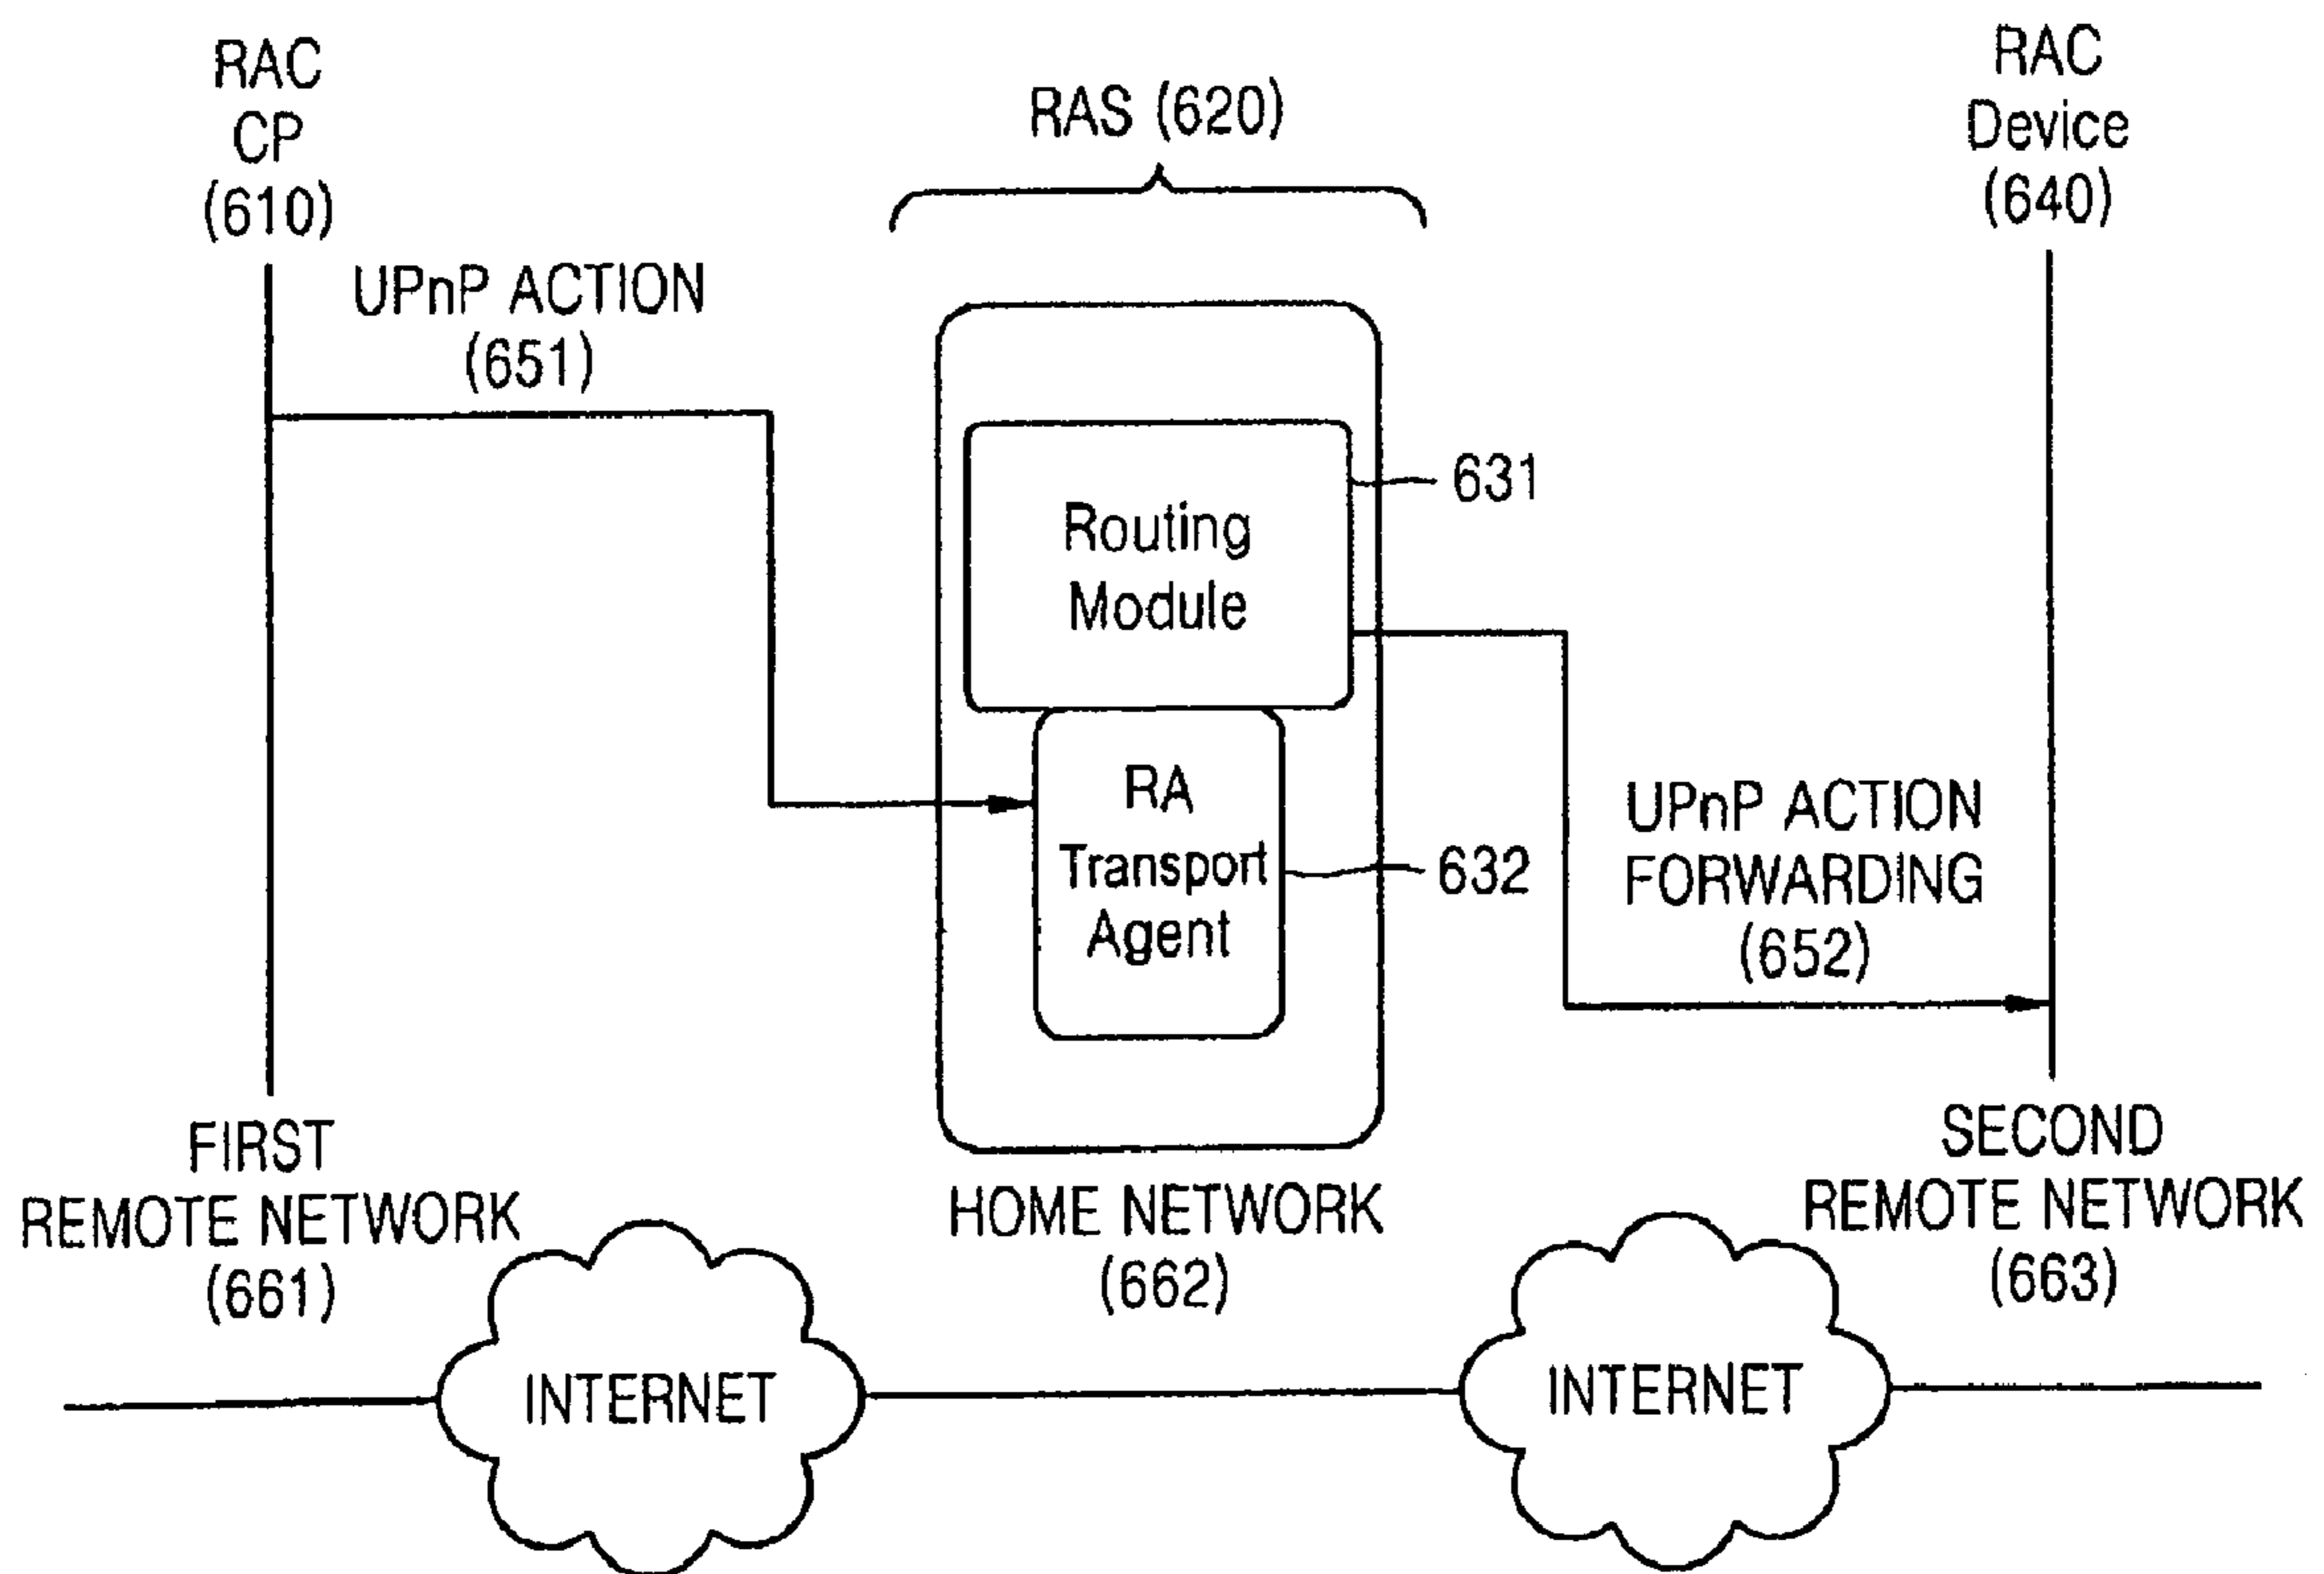 RAC
CP
(610)
RAS (620)
RAC
Device
(640)
UPnP ACTION
(651)
631
Routing
Module
RA
Transport
Agent
632
UPnP ACTION
FORWARDING
(652)
FIRST
REMOTE NETWORK
(661)
HOME NETWORK
(662)
SECOND
REMOTE NETWORK
(663)
INTERNET
INTERNET